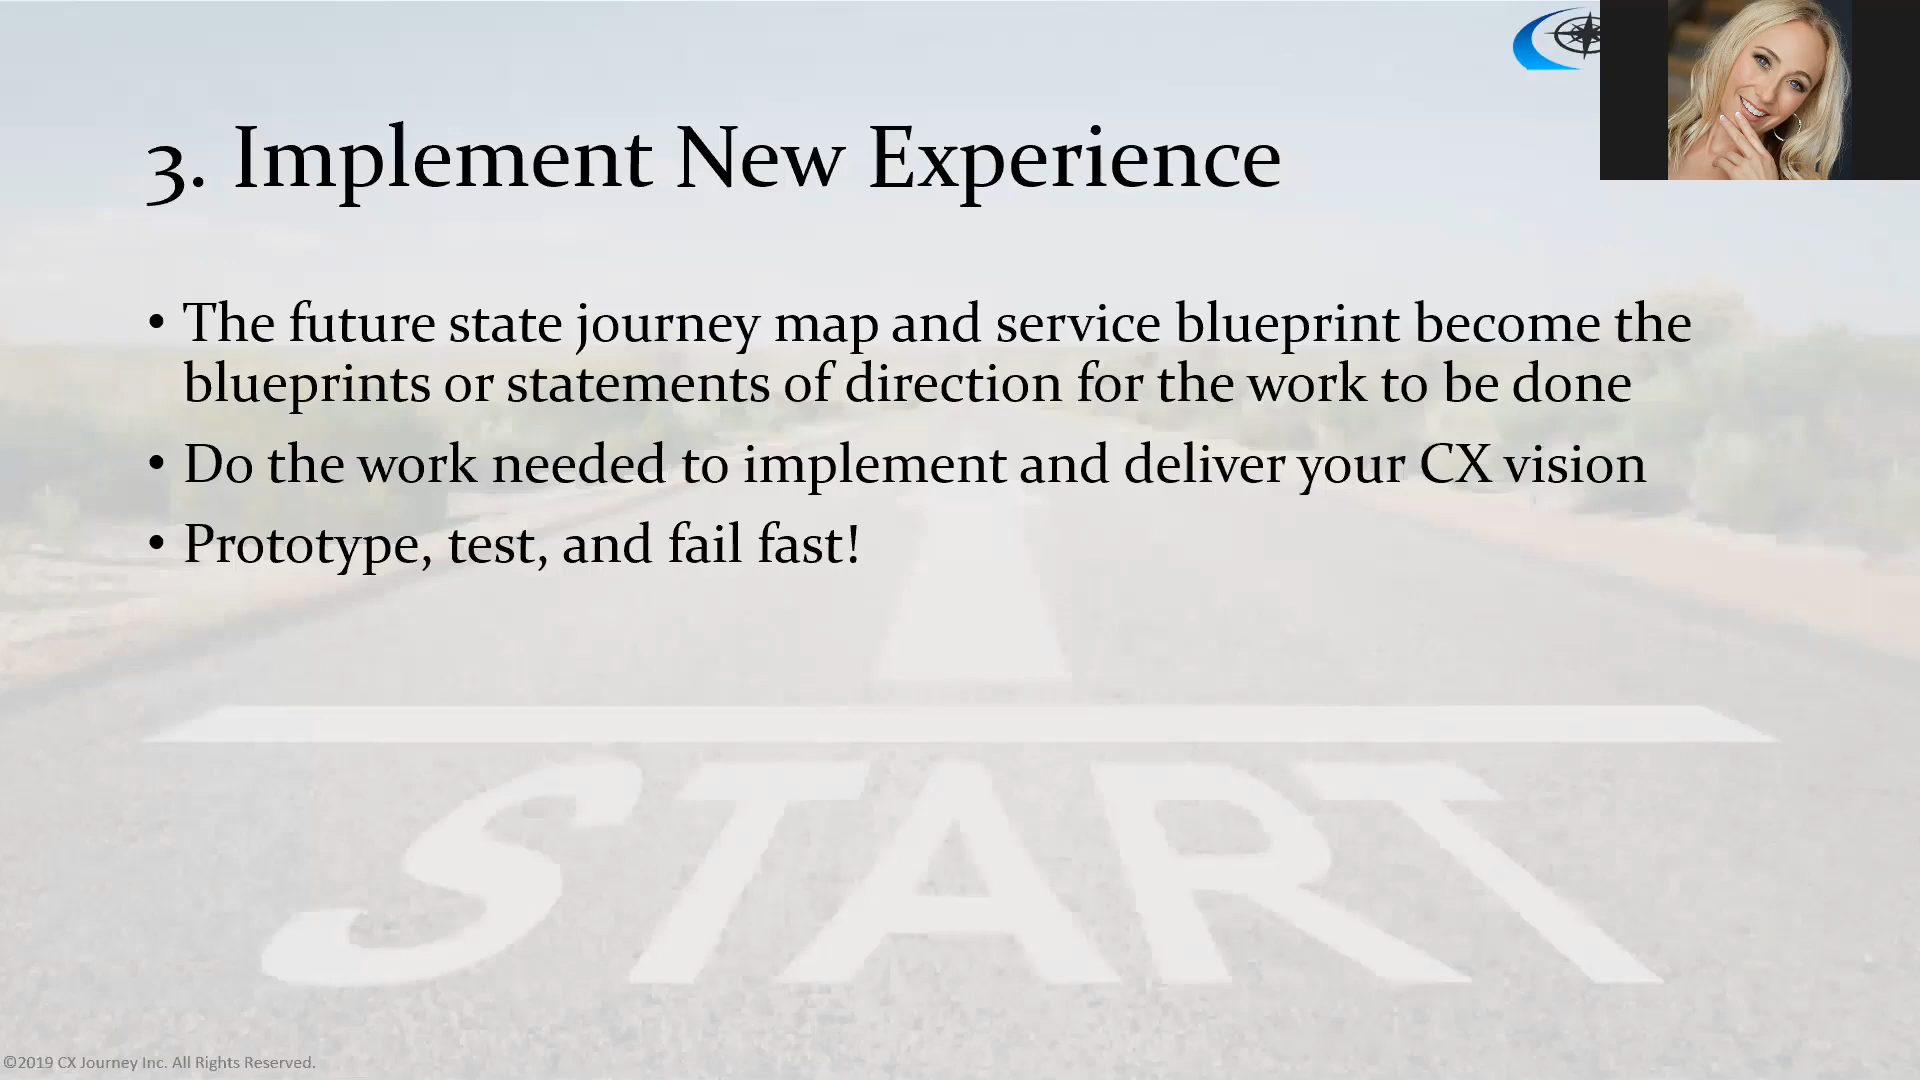 3. Implement New Experience
• The future state journey map and service blueprint become the
blueprints or statements of direction for the work to be done
• Do the work needed to implement and deliver your CX vision
• Prototype, test, and fail fast!
START
©2019 CX Journey Inc. All Rights Reserved.